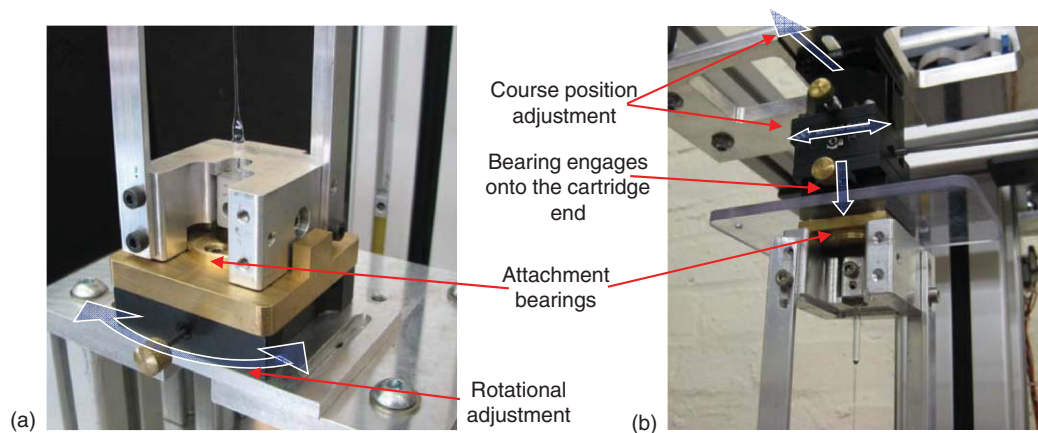 Course position
adjustment
Bearing engages
onto the cartridge
end
Attachment
bearings
Rotational
adjustment
(a)
(b)